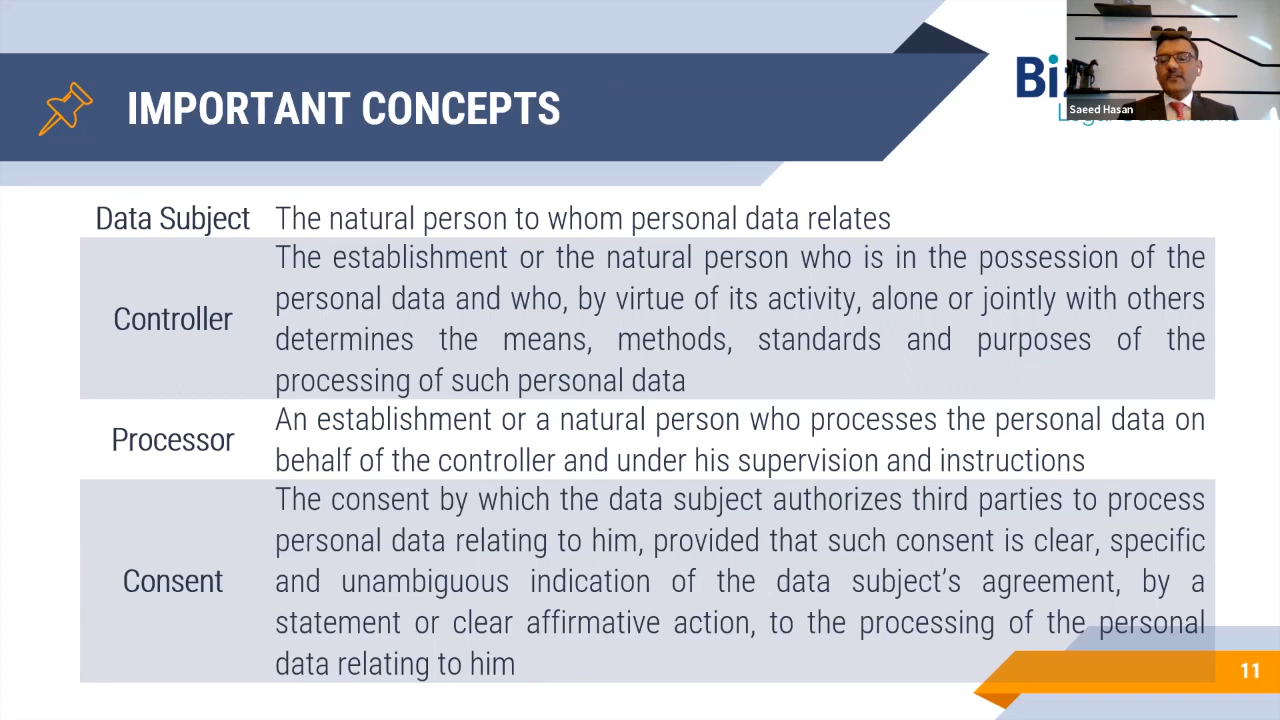 IMPORTANT CONCEPTS
Bi
Saeed Hasan
Data Subject The natural person to whom personal data relates
Controller
The establishment or the natural person who is in the possession of the
personal data and who, by virtue of its activity, alone or jointly with others
determines the means, methods, standards and purposes of the
processing of such personal data
Processor
An establishment or a natural person who processes the personal data on
behalf of the controller and under his supervision and instructions
Consent
The consent by which the data subject authorizes third parties to process
personal data relating to him, provided that such consent is clear, specific
and unambiguous indication of the data subject’s agreement, by a
statement or clear affirmative action, to the processing of the personal
data relating to him
11